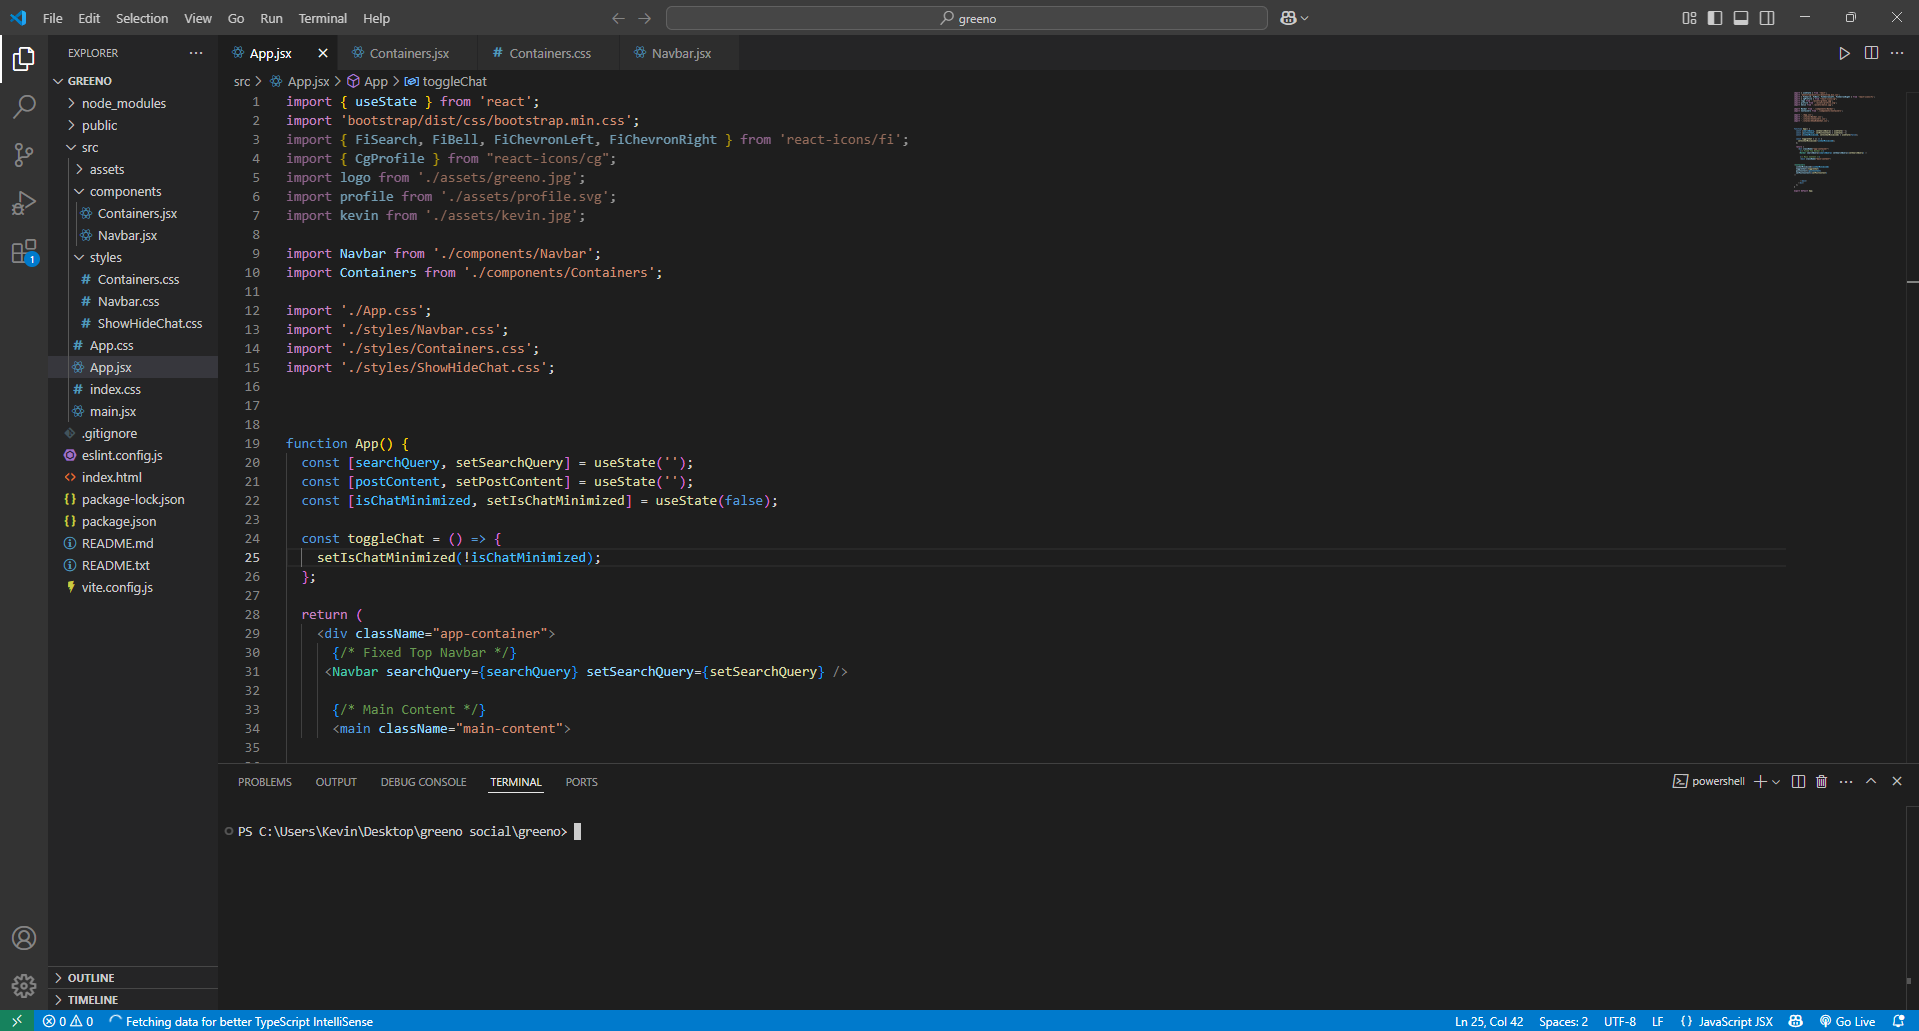 File Edit Selection View Go Run Terminal Help
greeno
EXPLORER
GREENO
node_modules
public
src
assets
components
Containers.jsx
Navbar.jsx
styles
# Containers.css
# Navbar.css
# ShowHideChat.css
# App.css
App.jsx
# index.css
main.jsx
.gitignore
eslint.config.js
<> index.html
{} package-lock.json
{} package.json
README.md
README.txt
vite.config.js
OUTLINE
TIMELINE
App.jsx Containers.jsx # Containers.css Navbar.jsx
src > App.jsx > App > toggleChat
1 import { useState } from 'react';
2 import 'bootstrap/dist/css/bootstrap.min.css';
3 import { FiSearch, FiBell, FiChevronLeft, FiChevronRight } from 'react-icons/fi';
4 import { CgProfile } from "react-icons/cg";
5 import logo from './assets/greeno.jpg';
6 import profile from './assets/profile.svg';
7 import kevin from './assets/kevin.jpg';
8
9 import Navbar from './components/Navbar';
10 import Containers from './components/Containers';
11
12 import './App.css';
13 import './styles/Navbar.css';
14 import './styles/Containers.css';
15 import './styles/ShowHideChat.css';
16
17
18
19 function App() {
20 const [searchQuery, setSearchQuery] = useState('');
21 const [postContent, setPostContent] = useState('');
22 const [isChatMinimized, setIsChatMinimized] = useState(false);
23
24 const toggleChat = () => {
25 setIsChatMinimized(!isChatMinimized);
26 };
27
28 return (
29 <div className="app-container">
30 {/* Fixed Top Navbar */}
31 <Navbar searchQuery={searchQuery} setSearchQuery={setSearchQuery} />
32
33 {/* Main Content */}
34 <main className="main-content">
35
PROBLEMS OUTPUT DEBUG CONSOLE TERMINAL PORTS
powershell
PS C:\Users\Kevin\Desktop\greeno social\greeno>
1
0 0 Fetching data for better TypeScript IntelliSense
Ln 25, Col 42 Spaces: 2 UTF-8 LF {} JavaScript JSX Go Live